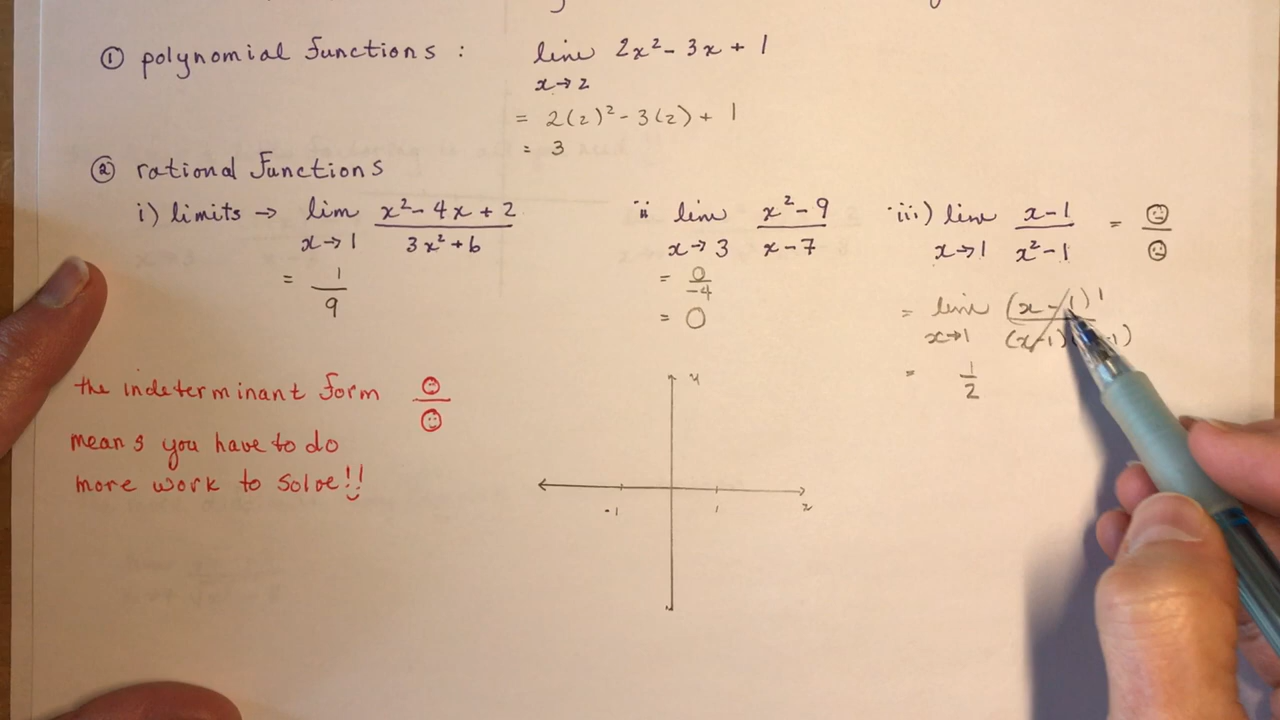 ① polynomial functions : lim 2x² - 3x + 1
x→2
= 2(2)² - 3(2) + 1
= 3
② rational functions
i) limits → lim x→1 (x² - 4x + 2)/(3x² + 6)
= 1/9
ii lim x→3 (x² - 9)/(x - 7)
= 0/-4
= 0
iii) lim x→1 (x - 1)/(x² - 1) = ☹/☹
= lim x→1 (x - 1) 1/(x - 1)
= 1/2
the indeterminant form ☺/☺
means you have to do
more work to solve!!
y
-1 1 x